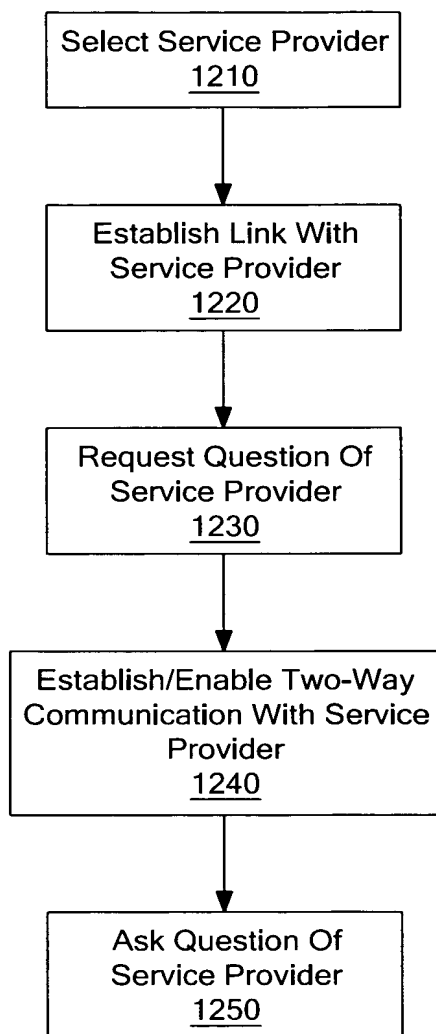 Select Service Provider
1210
Establish Link With
Service Provider
1220
Request Question Of
Service Provider
1230
Establish/Enable Two-Way
Communication With Service
Provider
1240
Ask Question Of
Service Provider
1250